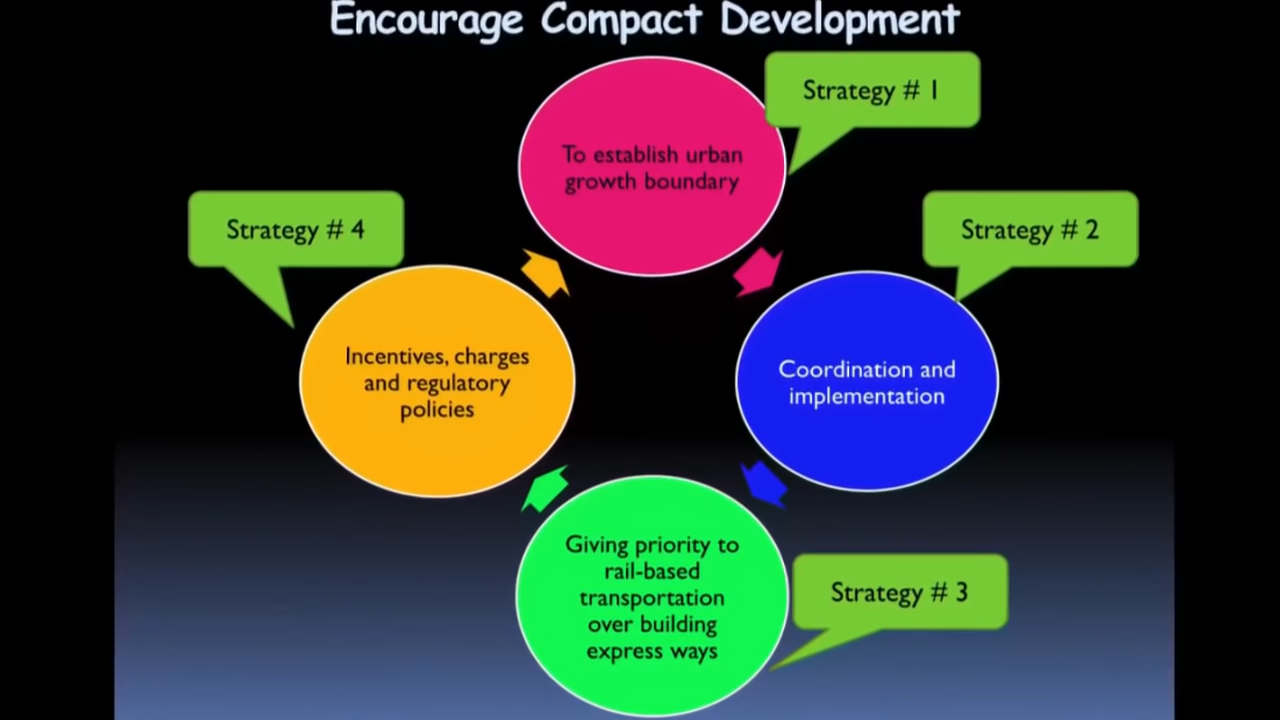 Encourage Compact Development
Strategy # 1
To establish urban
growth boundary
Strategy # 2
Coordination and
implementation
Strategy # 3
Giving priority to
rail-based
transportation
over building
express ways
Strategy # 4
Incentives, charges
and regulatory
policies